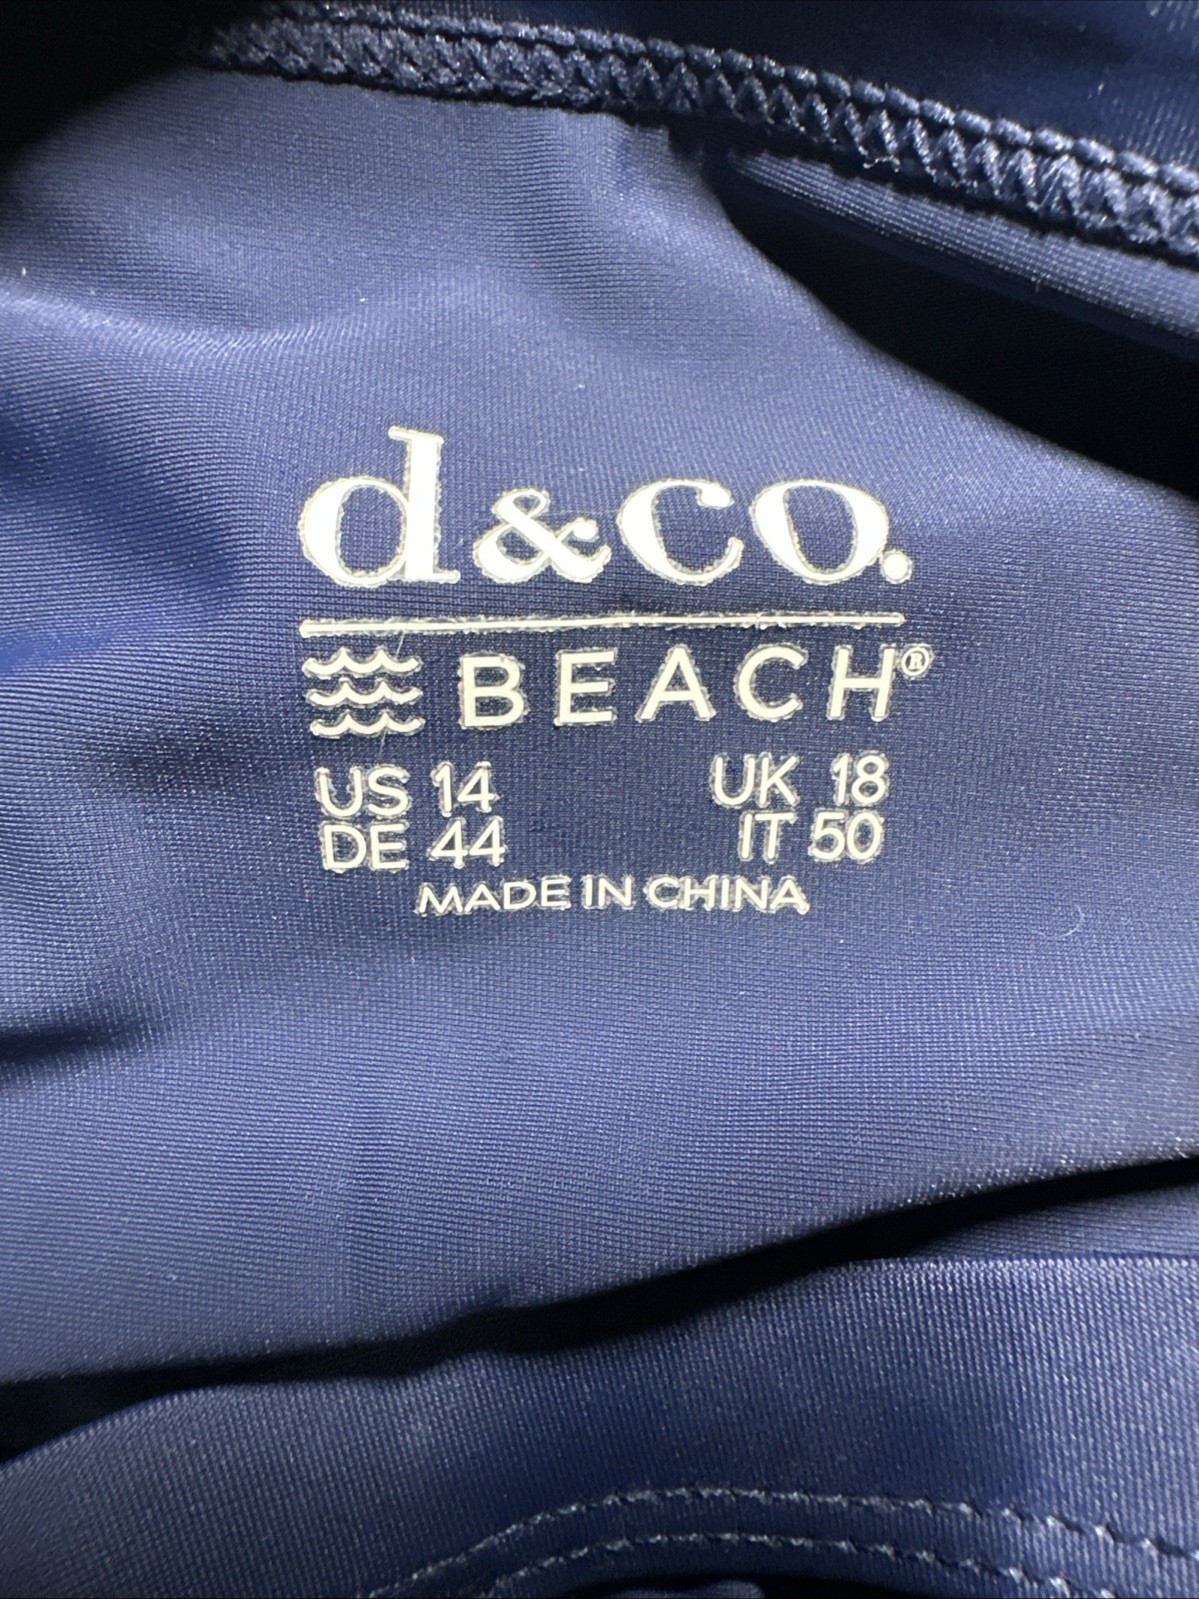 d&co.
BEACH®
US 14 UK 18
DE 44 IT 50
MADE IN CHINA